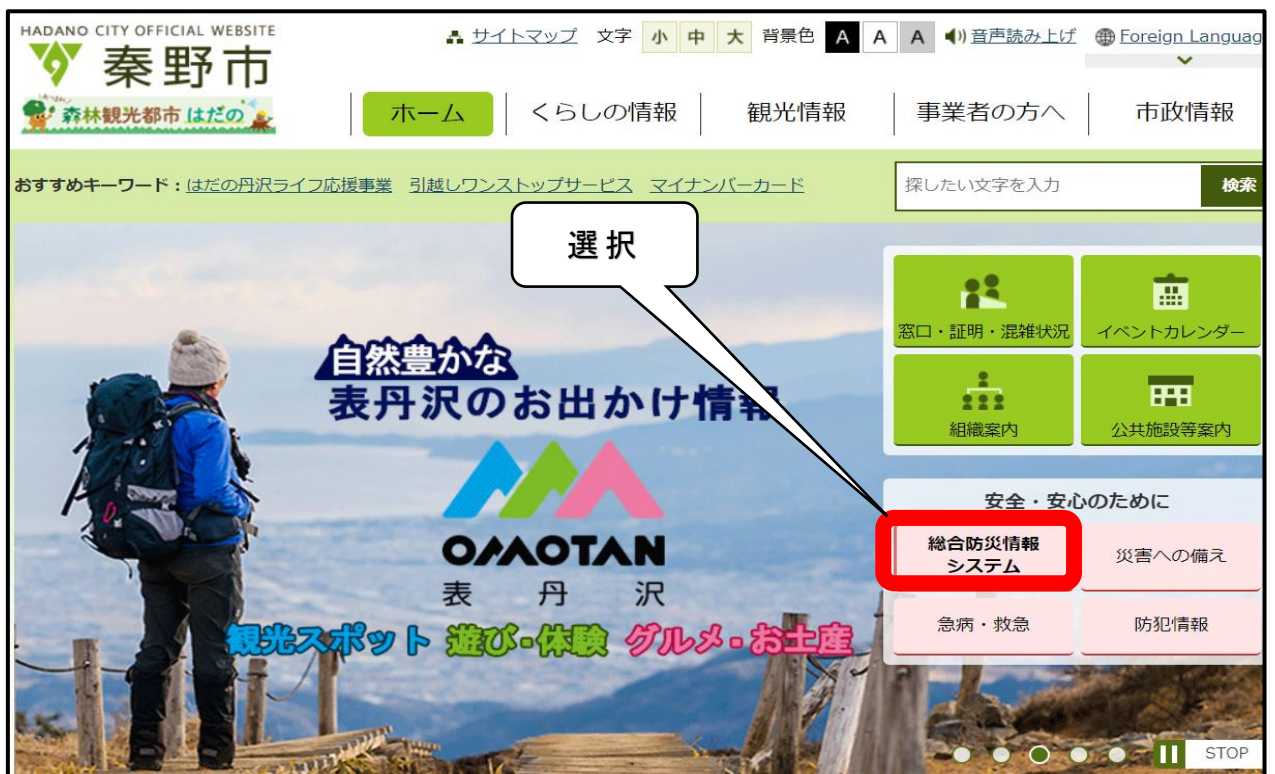 HADANO CITY OFFICIAL WEBSITE
秦野市
森林観光都市 はだの
サイトマップ 文字 小 中 大 背景色 A A A 音声読み上げ Foreign Languag
ホーム くらしの情報 観光情報 事業者の方へ 市政情報
おすすめキーワード：はだの丹沢ライフ応援事業 引越しワンストップサービス マイナンバーカード
探したい文字を入力 検索
選択
窓口・証明・混雑状況 イベントカレンダー
組織案内 公共施設等案内
自然豊かな
表丹沢のお出かけ情報
OMOTAN
表丹沢
観光スポット 遊び・体験 グルメ・お土産
安全・安心のために
総合防災情報
システム
災害への備え
急病・救急 防犯情報
STOP